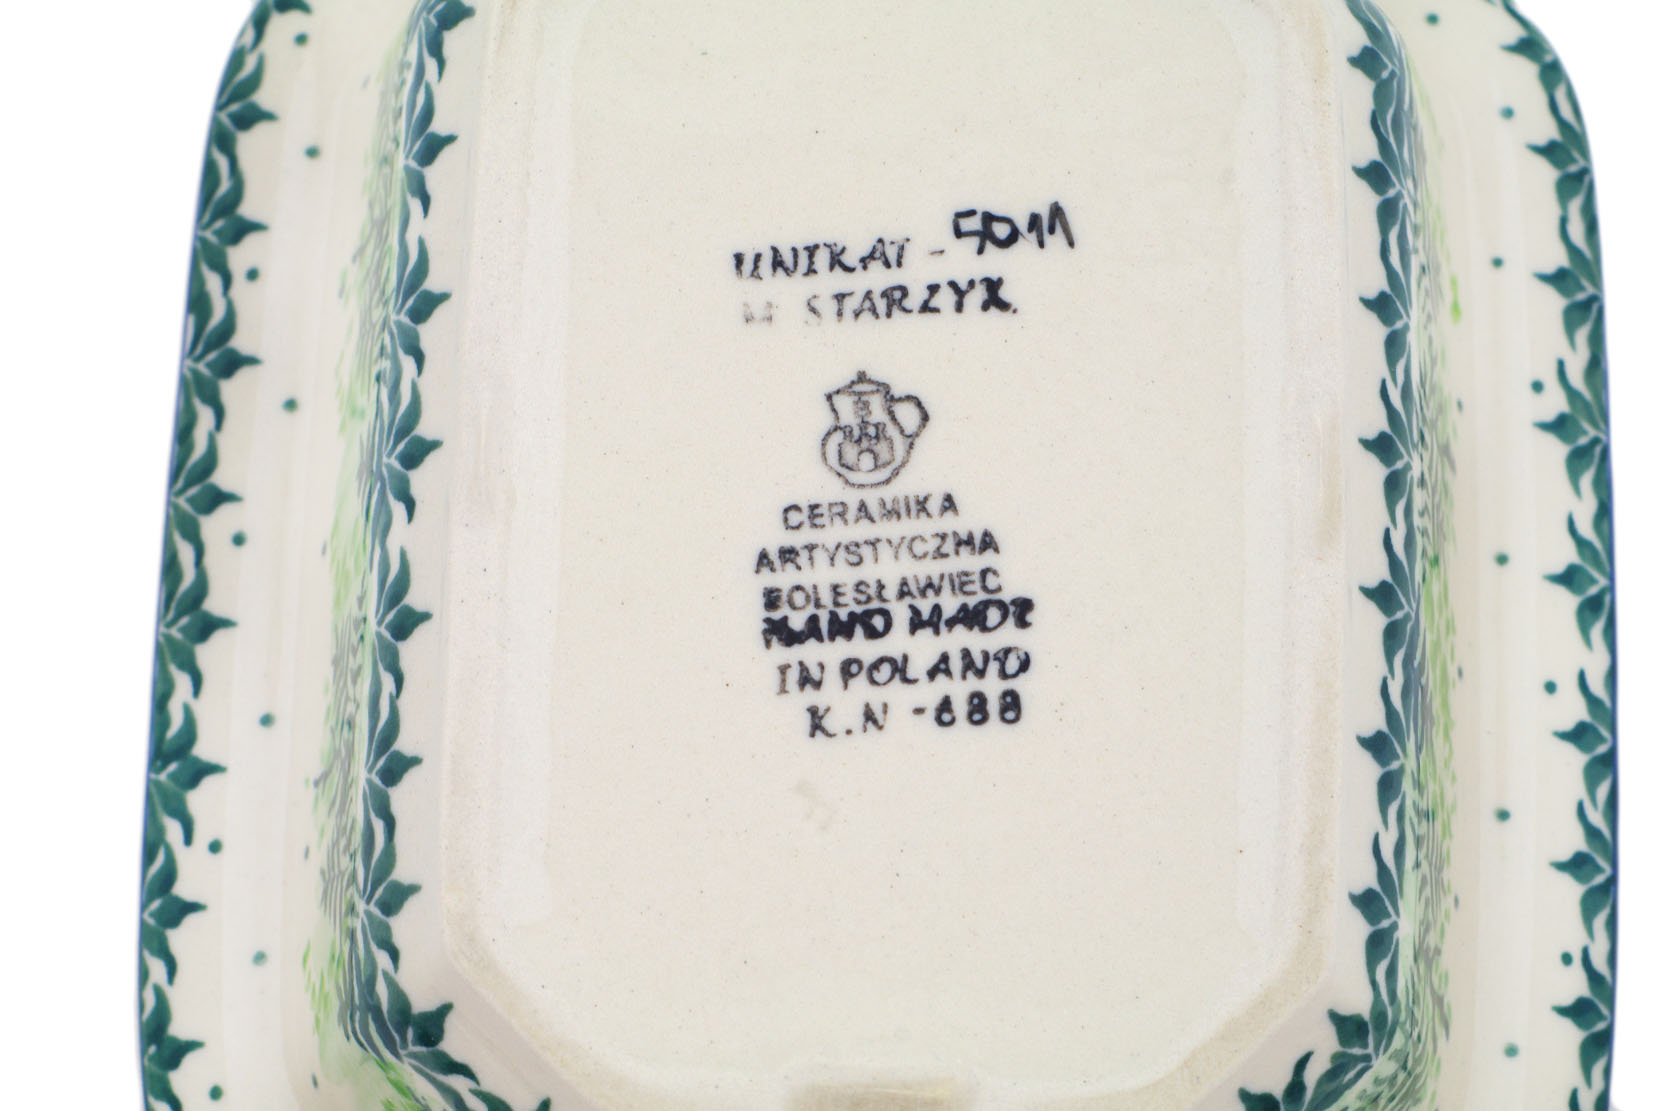 UNIKAT - 5011
M STARZYK.
CERAMIKA
ARTYSTYCZNA
BOLESŁAWIEC
HAND MADE
IN POLAND
K.N - 688